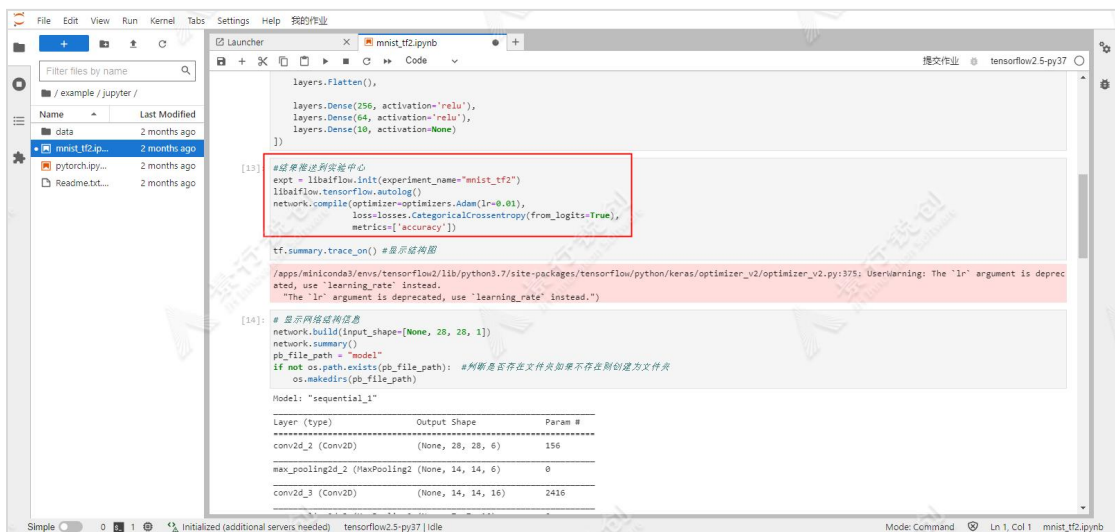 File Edit View Run Kernel Tabs Settings Help 我的作业
Launcher
mnist_tf2.ipynb
Code
提交作业
tensorflow2.5-py37
Filter files by name
/ example / jupyter /
Name Last Modified
data 2 months ago
mnist_tf2.ip... 2 months ago
pytorch.ipy... 2 months ago
Readme.txt.... 2 months ago
layers.Flatten(),
layers.Dense(256, activation='relu'),
layers.Dense(64, activation='relu'),
layers.Dense(10, activation=None)
])
[13]: #结果推送到实验中心
expt = libaiflow.init(experiment_name="mnist_tf2")
libaiflow.tensorflow.autolog()
network.compile(optimizer=optimizers.Adam(lr=0.01),
loss=losses.CategoricalCrossentropy(from_logits=True),
metrics=['accuracy'])
tf.summary.trace_on() #显示结构图
/apps/miniconda3/envs/tensorflow2/lib/python3.7/site-packages/tensorflow/python/keras/optimizer_v2/optimizer_v2.py:375: UserWarning: The `lr` argument is deprec
ated, use `learning_rate` instead.
"The `lr` argument is deprecated, use `learning_rate` instead.")
[14]: # 显示网络结构信息
network.build(input_shape=[None, 28, 28, 1])
network.summary()
pb_file_path = "model"
if not os.path.exists(pb_file_path): #判断是否存在文件夹如果不存在则创建为文件夹
os.makedirs(pb_file_path)
Model: "sequential_1"
Layer (type) Output Shape Param #
conv2d_2 (Conv2D) (None, 28, 28, 6) 156
max_pooling2d_2 (MaxPooling2 (None, 14, 14, 6) 0
conv2d_3 (Conv2D) (None, 14, 14, 16) 2416
Simple 0 1 Initialized (additional servers needed) tensorflow2.5-py37 | Idle Mode: Command Ln 1, Col 1 mnist_tf2.ipynb